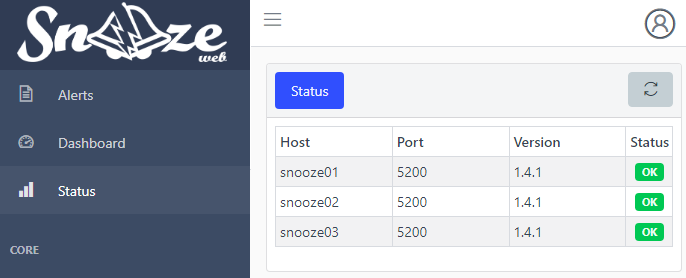 Snooze
web
Alerts
Dashboard
Status
CORE
Status
Host Port Version Status
snooze01 5200 1.4.1 OK
snooze02 5200 1.4.1 OK
snooze03 5200 1.4.1 OK